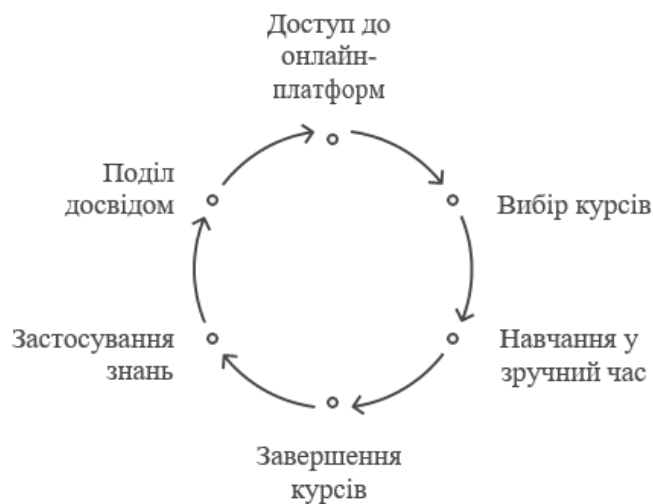 Доступ до
онлайн-
платформ
Вибір курсів
Навчання у
зручний час
Завершення
курсів
Застосування
знань
Поділ
досвідом